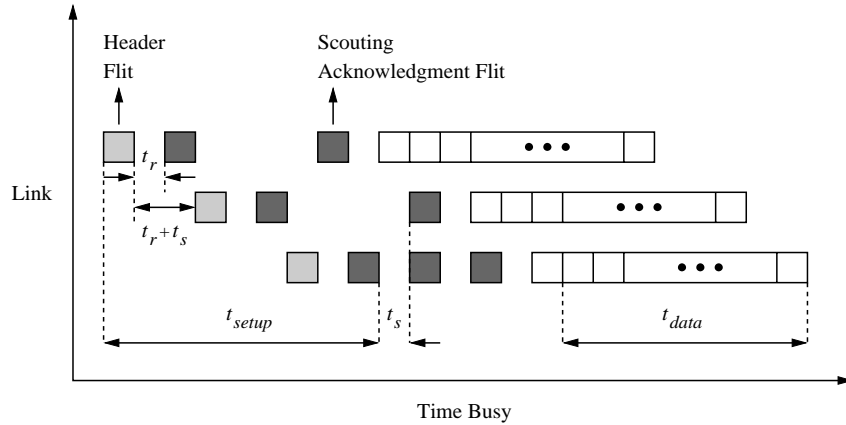 Header
Flit
Scouting
Acknowledgment Flit
t_r
Link
t_r + t_s
t_setup
t_s
t_data
Time Busy